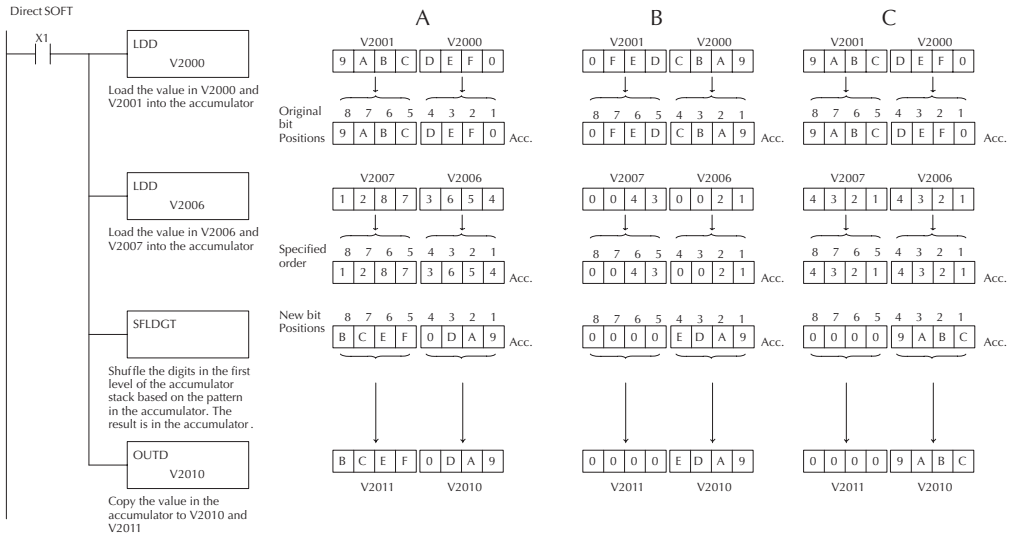 Direct SOFT
X1
LDD
V2000
Load the value in V2000 and
V2001 into the accumulator
LDD
V2006
Load the value in V2006 and
V2007 into the accumulator
SFLDGT
Shuffle the digits in the first
level of the accumulator
stack based on the pattern
in the accumulator. The
result is in the accumulator.
OUTD
V2010
Copy the value in the
accumulator to V2010 and
V2011
Original
bit
Positions
Specified
order
New bit
Positions
A
V2001 V2000
9 A B C D E F 0
8 7 6 5 4 3 2 1
9 A B C D E F 0 Acc.
V2007 V2006
1 2 8 7 3 6 5 4
8 7 6 5 4 3 2 1
1 2 8 7 3 6 5 4 Acc.
8 7 6 5 4 3 2 1
B C E F 0 D A 9 Acc.
B C E F 0 D A 9
V2011 V2010
B
V2001 V2000
0 F E D C B A 9
8 7 6 5 4 3 2 1
0 F E D C B A 9 Acc.
V2007 V2006
0 0 4 3 0 0 2 1
8 7 6 5 4 3 2 1
0 0 4 3 0 0 2 1 Acc.
8 7 6 5 4 3 2 1
0 0 0 0 E D A 9 Acc.
0 0 0 0 E D A 9
V2011 V2010
C
V2001 V2000
9 A B C D E F 0
8 7 6 5 4 3 2 1
9 A B C D E F 0 Acc.
V2007 V2006
4 3 2 1 4 3 2 1
8 7 6 5 4 3 2 1
4 3 2 1 4 3 2 1 Acc.
8 7 6 5 4 3 2 1
0 0 0 0 9 A B C Acc.
0 0 0 0 9 A B C
V2011 V2010